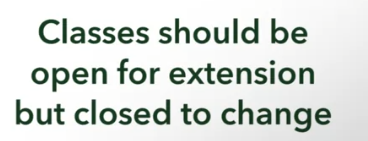 Classes should be
open for extension
but closed to change